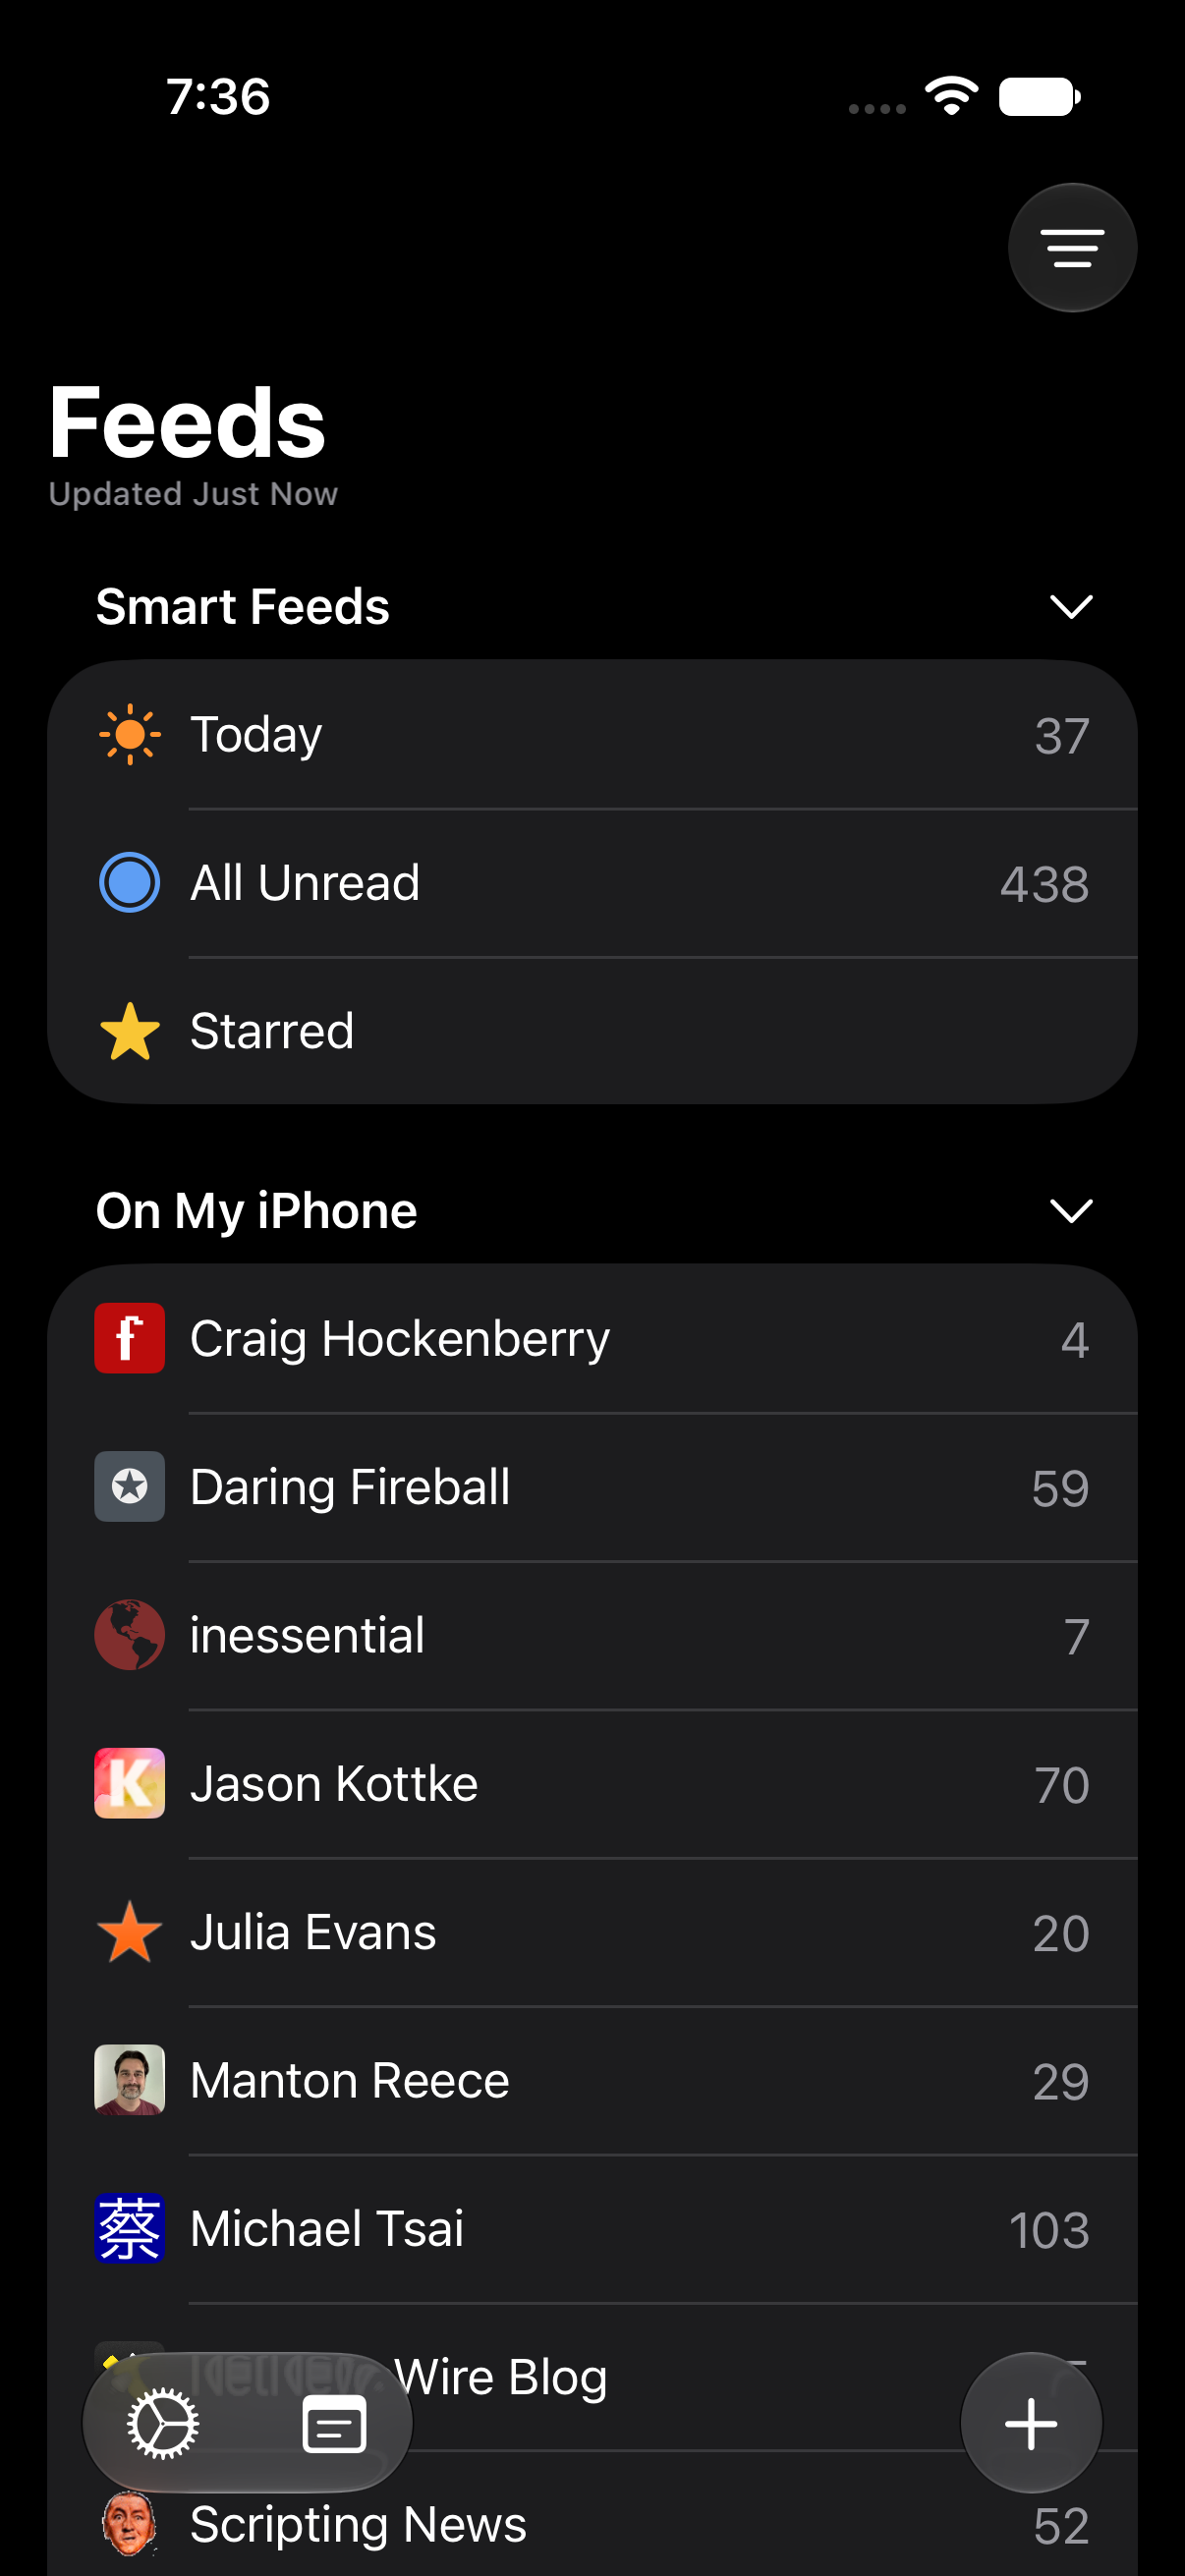 7:36
Feeds
Updated Just Now
Smart Feeds
Today 37
All Unread 438
Starred
On My iPhone
f Craig Hockenberry 4
Daring Fireball 59
inessential 7
K Jason Kottke 70
Julia Evans 20
Manton Reece 29
蔡 Michael Tsai 103
Wire Blog
Scripting News 52